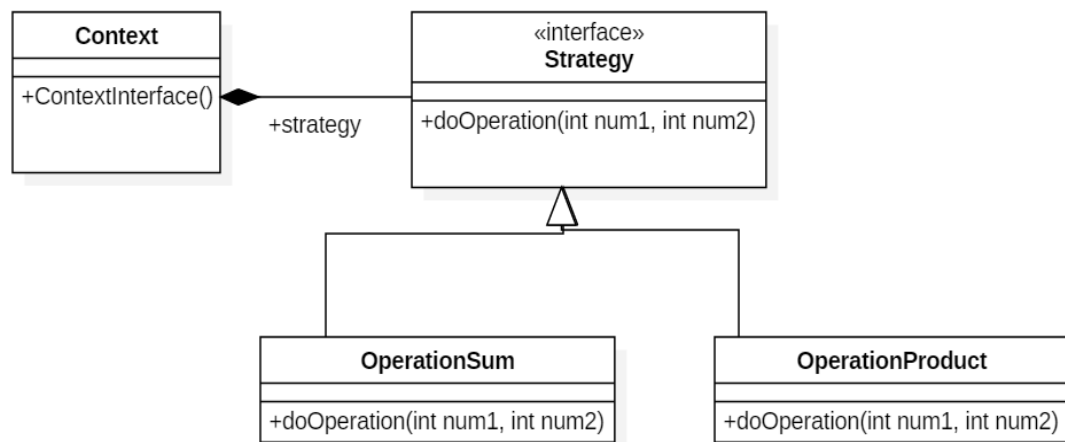 Context
+ContextInterface()
+strategy
«interface»
Strategy
+doOperation(int num1, int num2)
OperationSum
+doOperation(int num1, int num2)
OperationProduct
+doOperation(int num1, int num2)